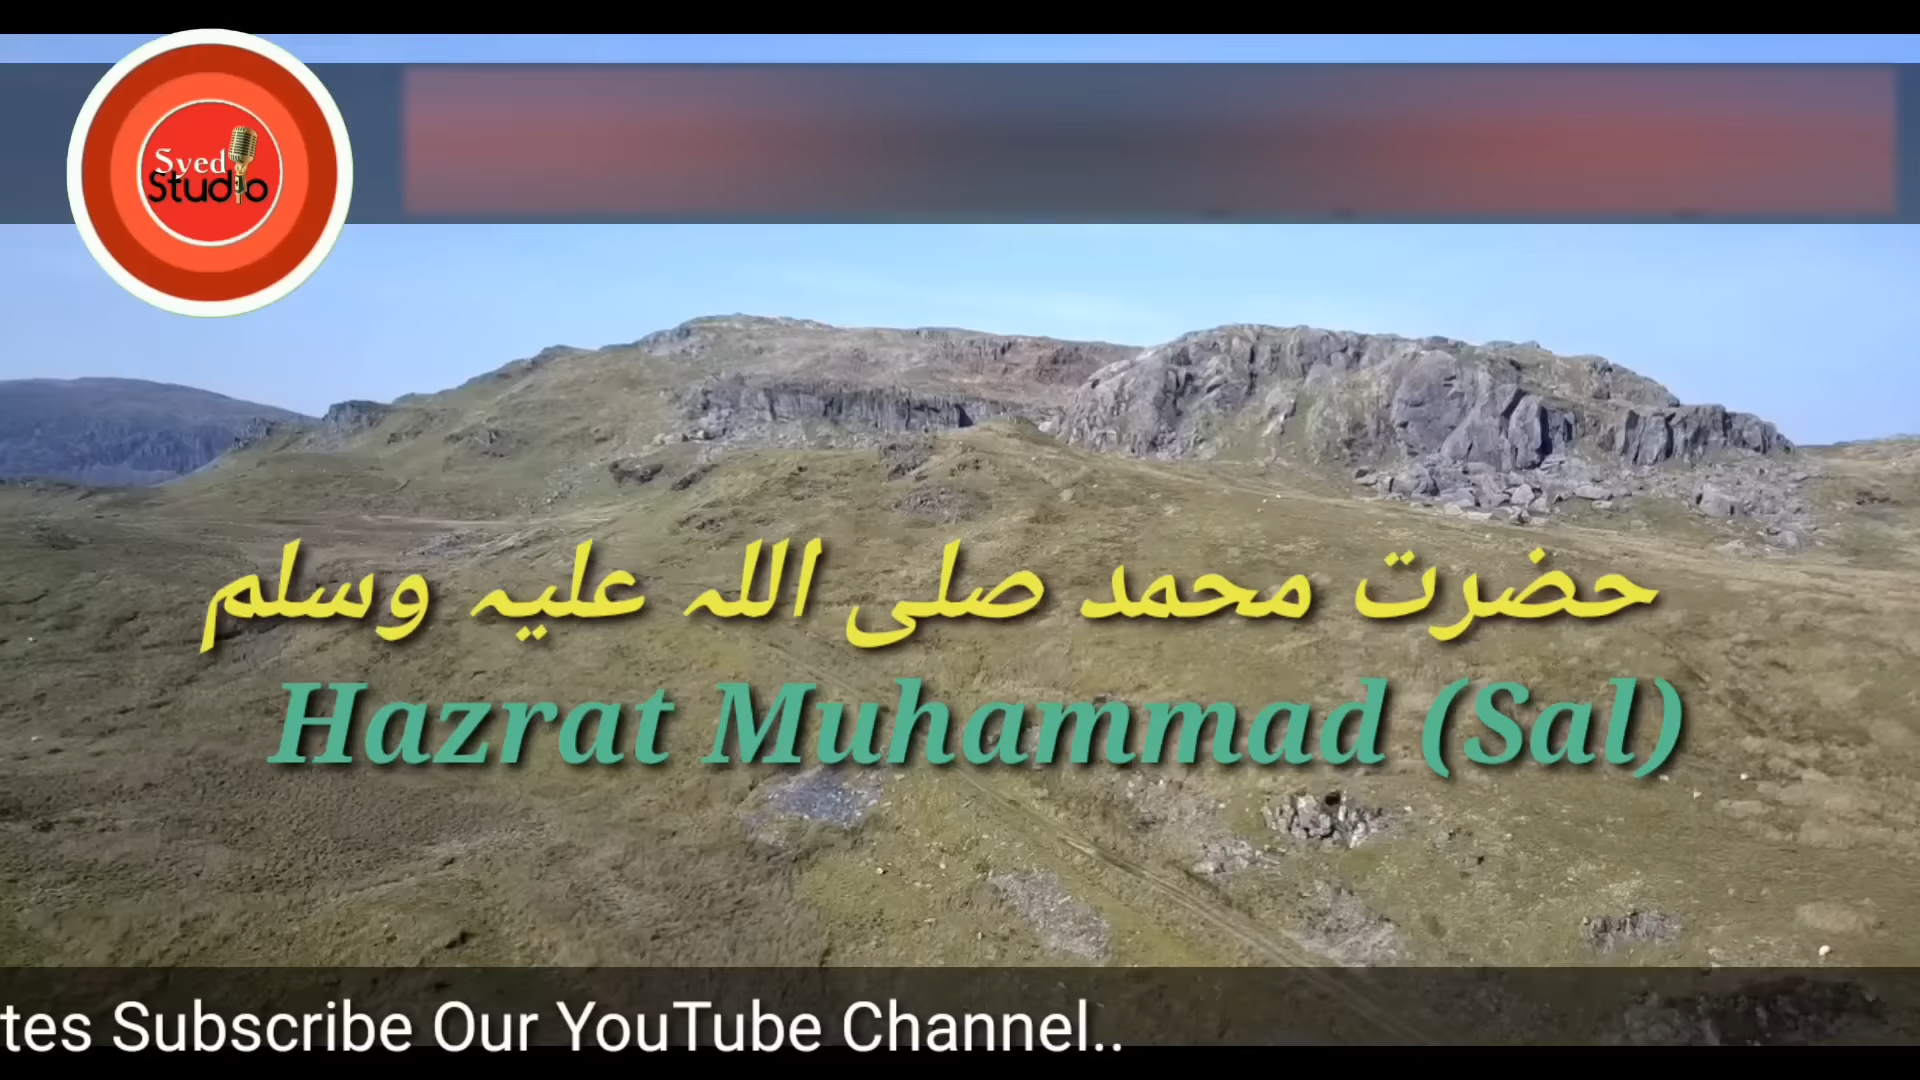 Syed
Studio
حضرت محمد صلی اللہ علیہ وسلم
Hazrat Muhammad (Sal)
tes Subscribe Our YouTube Channel..